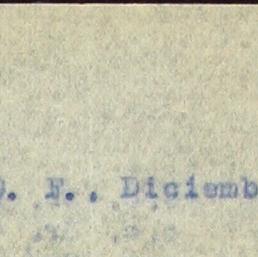 D. F., Diciemb